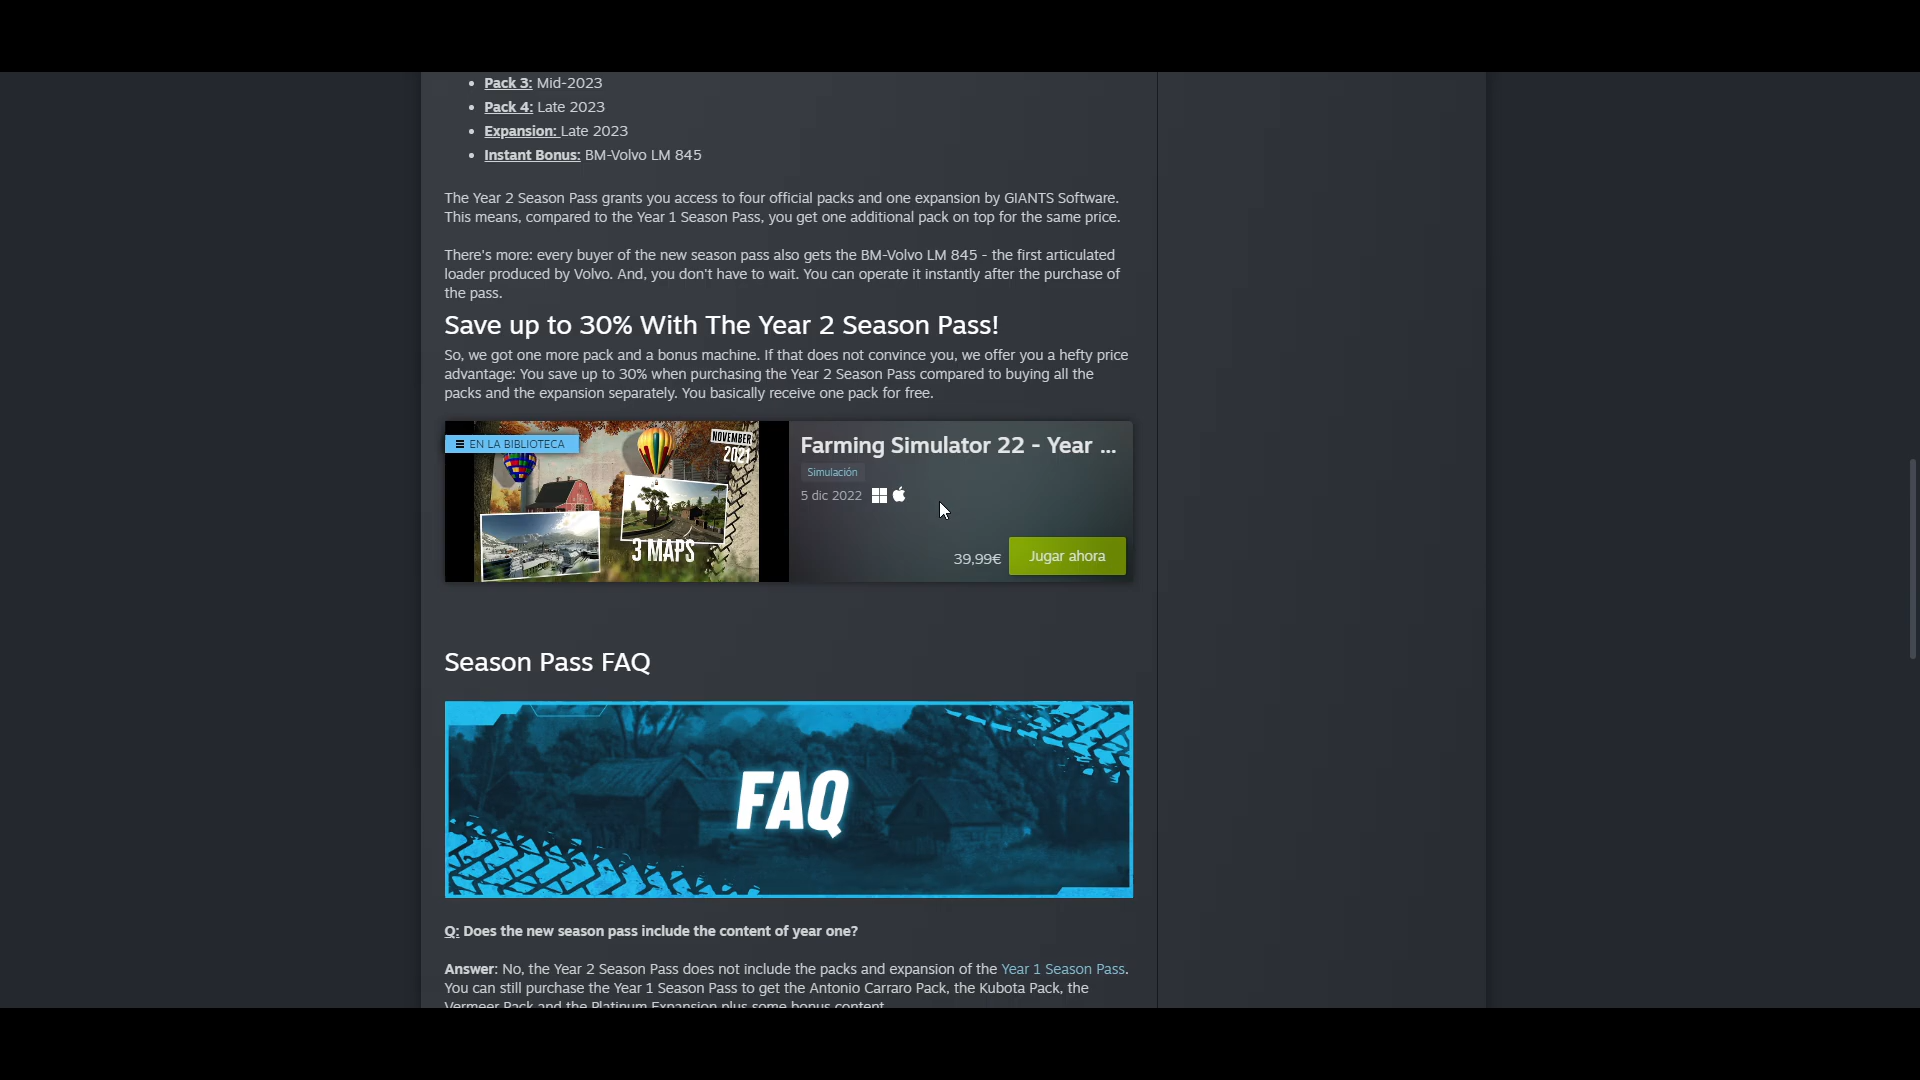 Pack 3: Mid-2023
Pack 4: Late 2023
Expansion: Late 2023
Instant Bonus: BM-Volvo LM 845
The Year 2 Season Pass grants you access to four official packs and one expansion by GIANTS Software.
This means, compared to the Year 1 Season Pass, you get one additional pack on top for the same price.
There's more: every buyer of the new season pass also gets the BM-Volvo LM 845 - the first articulated
loader produced by Volvo. And, you don't have to wait. You can operate it instantly after the purchase of
the pass.
Save up to 30% With The Year 2 Season Pass!
So, we got one more pack and a bonus machine. If that does not convince you, we offer you a hefty price
advantage: You save up to 30% when purchasing the Year 2 Season Pass compared to buying all the
packs and the expansion separately. You basically receive one pack for free.
EN LA BIBLIOTECA
NOVEMBER
2021
3 MAPS
Farming Simulator 22 - Year ...
Simulación
5 dic 2022
39,99€
Jugar ahora
Season Pass FAQ
FAQ
Q: Does the new season pass include the content of year one?
Answer: No, the Year 2 Season Pass does not include the packs and expansion of the Year 1 Season Pass.
You can still purchase the Year 1 Season Pass to get the Antonio Carraro Pack, the Kubota Pack, the
Vermeer Pack and the Platinum Expansion plus some bonus content.